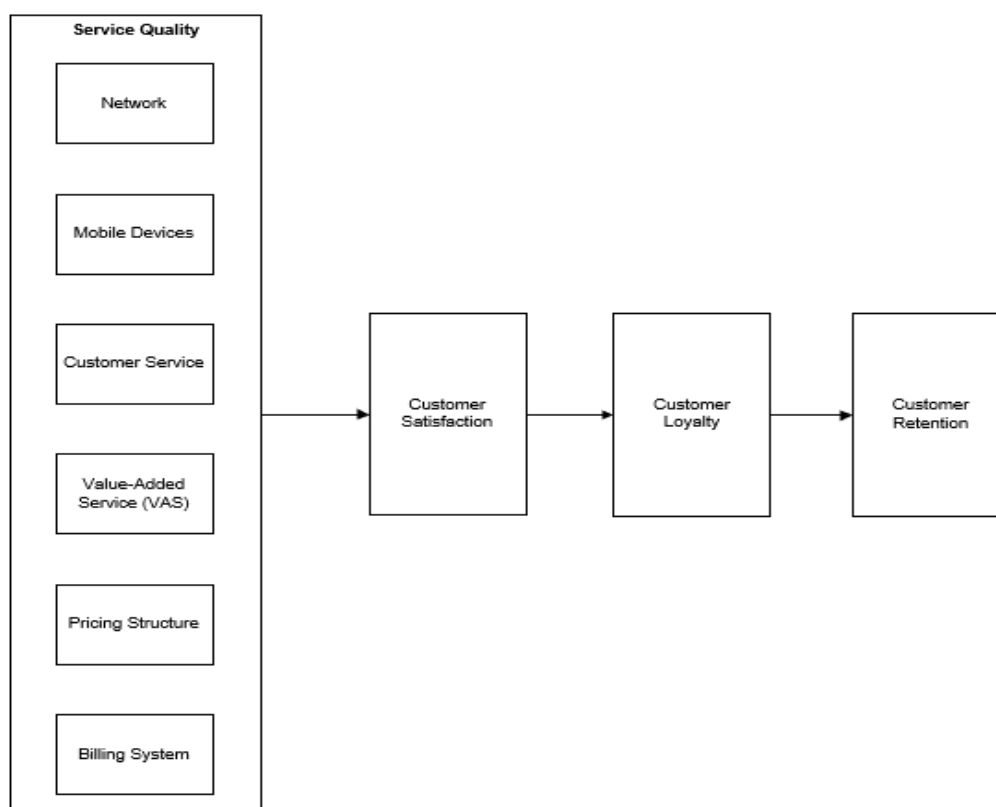 Service Quality
Network
Mobile Devices
Customer Service
Value-Added
Service (VAS)
Pricing Structure
Billing System
Customer
Satisfaction
Customer
Loyalty
Customer
Retention